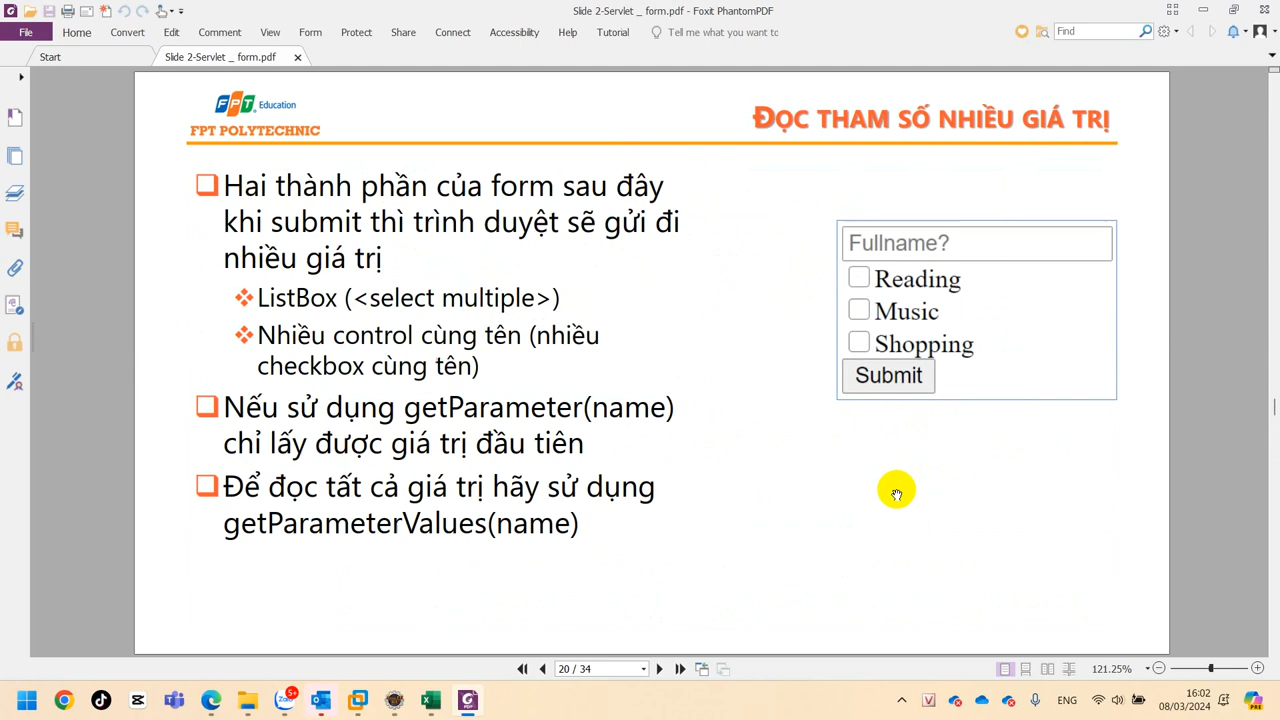 Slide 2-Servlet _ form.pdf - Foxit PhantomPDF
File Home Convert Edit Comment View Form Protect Share Connect Accessibility Help Tutorial Tell me what you want to Find
Start Slide 2-Servlet _ form.pdf
FPT Education
FPT POLYTECHNIC
ĐỌC THAM SỐ NHIỀU GIÁ TRỊ
Hai thành phần của form sau đây
khi submit thì trình duyệt sẽ gửi đi
nhiều giá trị
ListBox (<select multiple>)
Nhiều control cùng tên (nhiều
checkbox cùng tên)
Nếu sử dụng getParameter(name)
chỉ lấy được giá trị đầu tiên
Để đọc tất cả giá trị hãy sử dụng
getParameterValues(name)
Fullname?
Reading
Music
Shopping
Submit
20 / 34
121.25%
5+
Zalo
ENG
16:02
08/03/2024
PRE